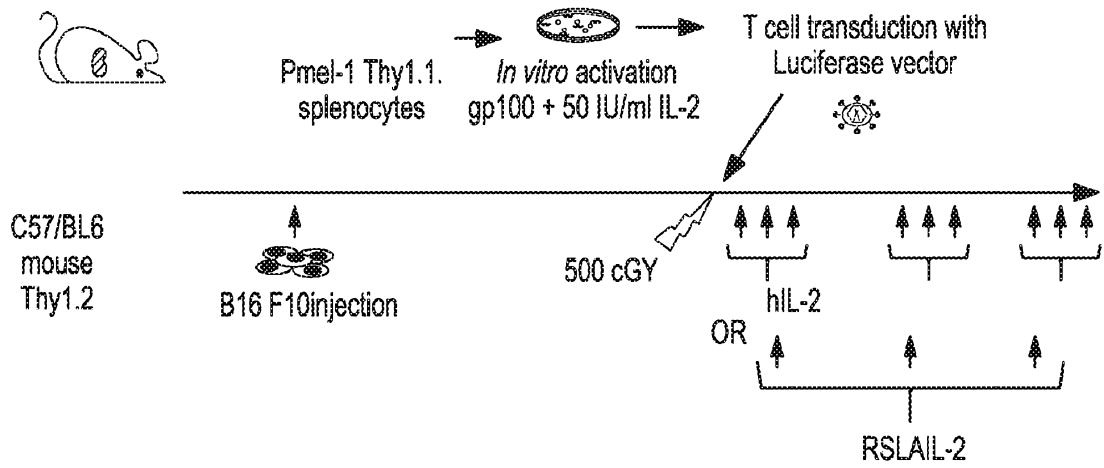 Pmel-1 Thy1.1.
splenocytes
In vitro activation
gp100 + 50 IU/ml IL-2
T cell transduction with
Luciferase vector
λ
C57/BL6
mouse
Thy1.2
B16 F10injection
500 cGY
hIL-2
OR
RSLAIL-2